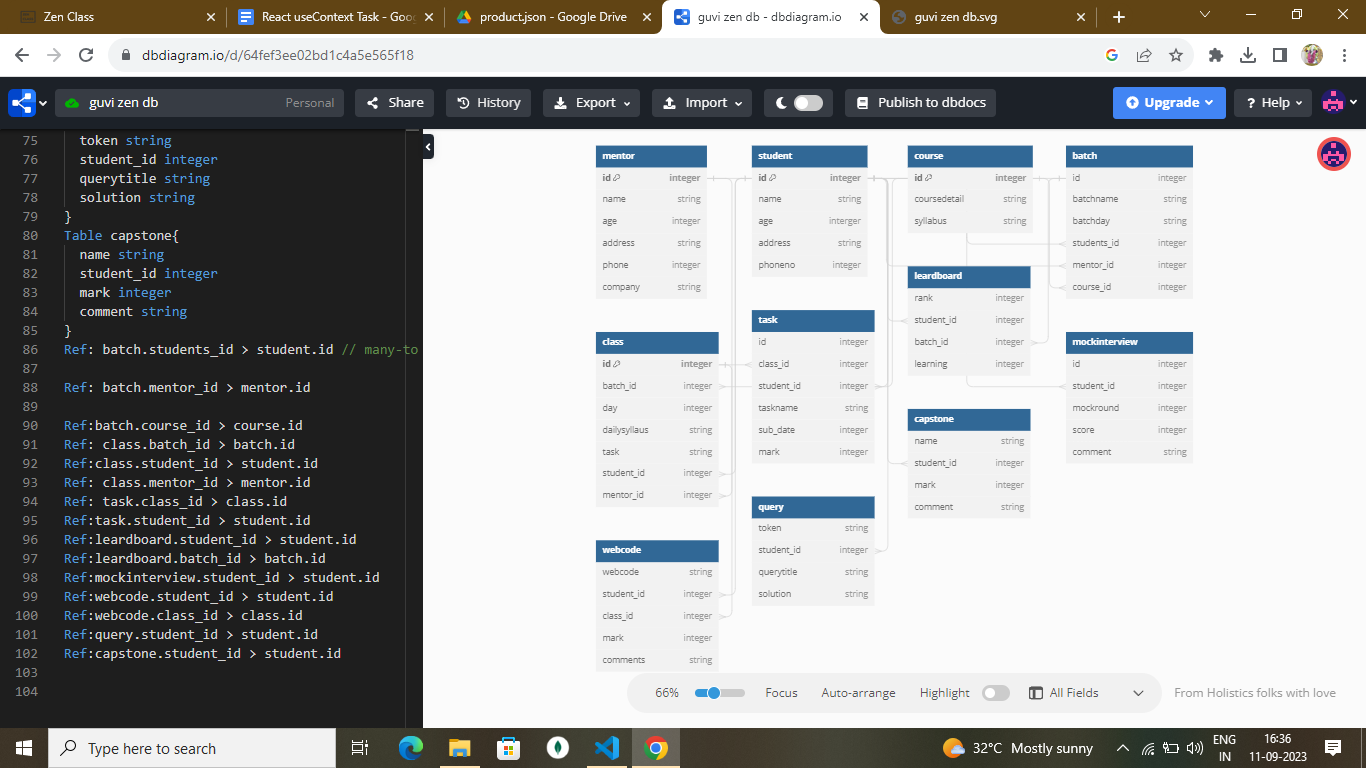 Zen Class
React useContext Task - Goo
product.json - Google Drive
guvi zen db - dbdiagram.io
guvi zen db.svg
dbdiagram.io/d/64fef3ee02bd1c4a5e565f18
guvi zen db Personal
Share
History
Export
Import
Publish to dbdocs
Upgrade
? Help
75 token string
76 student_id integer
77 querytitle string
78 solution string
79 }
80 Table capstone{
81 name string
82 student_id integer
83 mark integer
84 comment string
85 }
86 Ref: batch.students_id > student.id // many-to
87
88 Ref: batch.mentor_id > mentor.id
89
90 Ref:batch.course_id > course.id
91 Ref: class.batch_id > batch.id
92 Ref:class.student_id > student.id
93 Ref: class.mentor_id > mentor.id
94 Ref: task.class_id > class.id
95 Ref:task.student_id > student.id
96 Ref:leardboard.student_id > student.id
97 Ref:leardboard.batch_id > batch.id
98 Ref:mockinterview.student_id > student.id
99 Ref:webcode.student_id > student.id
100 Ref:webcode.class_id > class.id
101 Ref:query.student_id > student.id
102 Ref:capstone.student_id > student.id
103
104
mentor
id integer
name string
age integer
address string
phone integer
company string
class
id integer
batch_id integer
day integer
dailysyllaus string
task string
student_id integer
mentor_id integer
webcode
webcode string
student_id integer
class_id integer
mark integer
comments string
student
id integer
name string
age interger
address string
phoneno integer
task
id integer
class_id integer
student_id integer
taskname string
sub_date integer
mark integer
query
token string
student_id integer
querytitle string
solution string
course
id integer
coursedetail string
syllabus string
leardboard
rank integer
student_id integer
batch_id integer
learning integer
capstone
name string
student_id integer
mark integer
comment string
batch
id integer
batchname string
batchday string
students_id integer
mentor_id integer
course_id integer
mockinterview
id integer
student_id integer
mockround integer
score integer
comment string
66% Focus Auto-arrange Highlight All Fields
From Holistics folks with love
Type here to search
32°C Mostly sunny
ENG
IN
16:36
11-09-2023